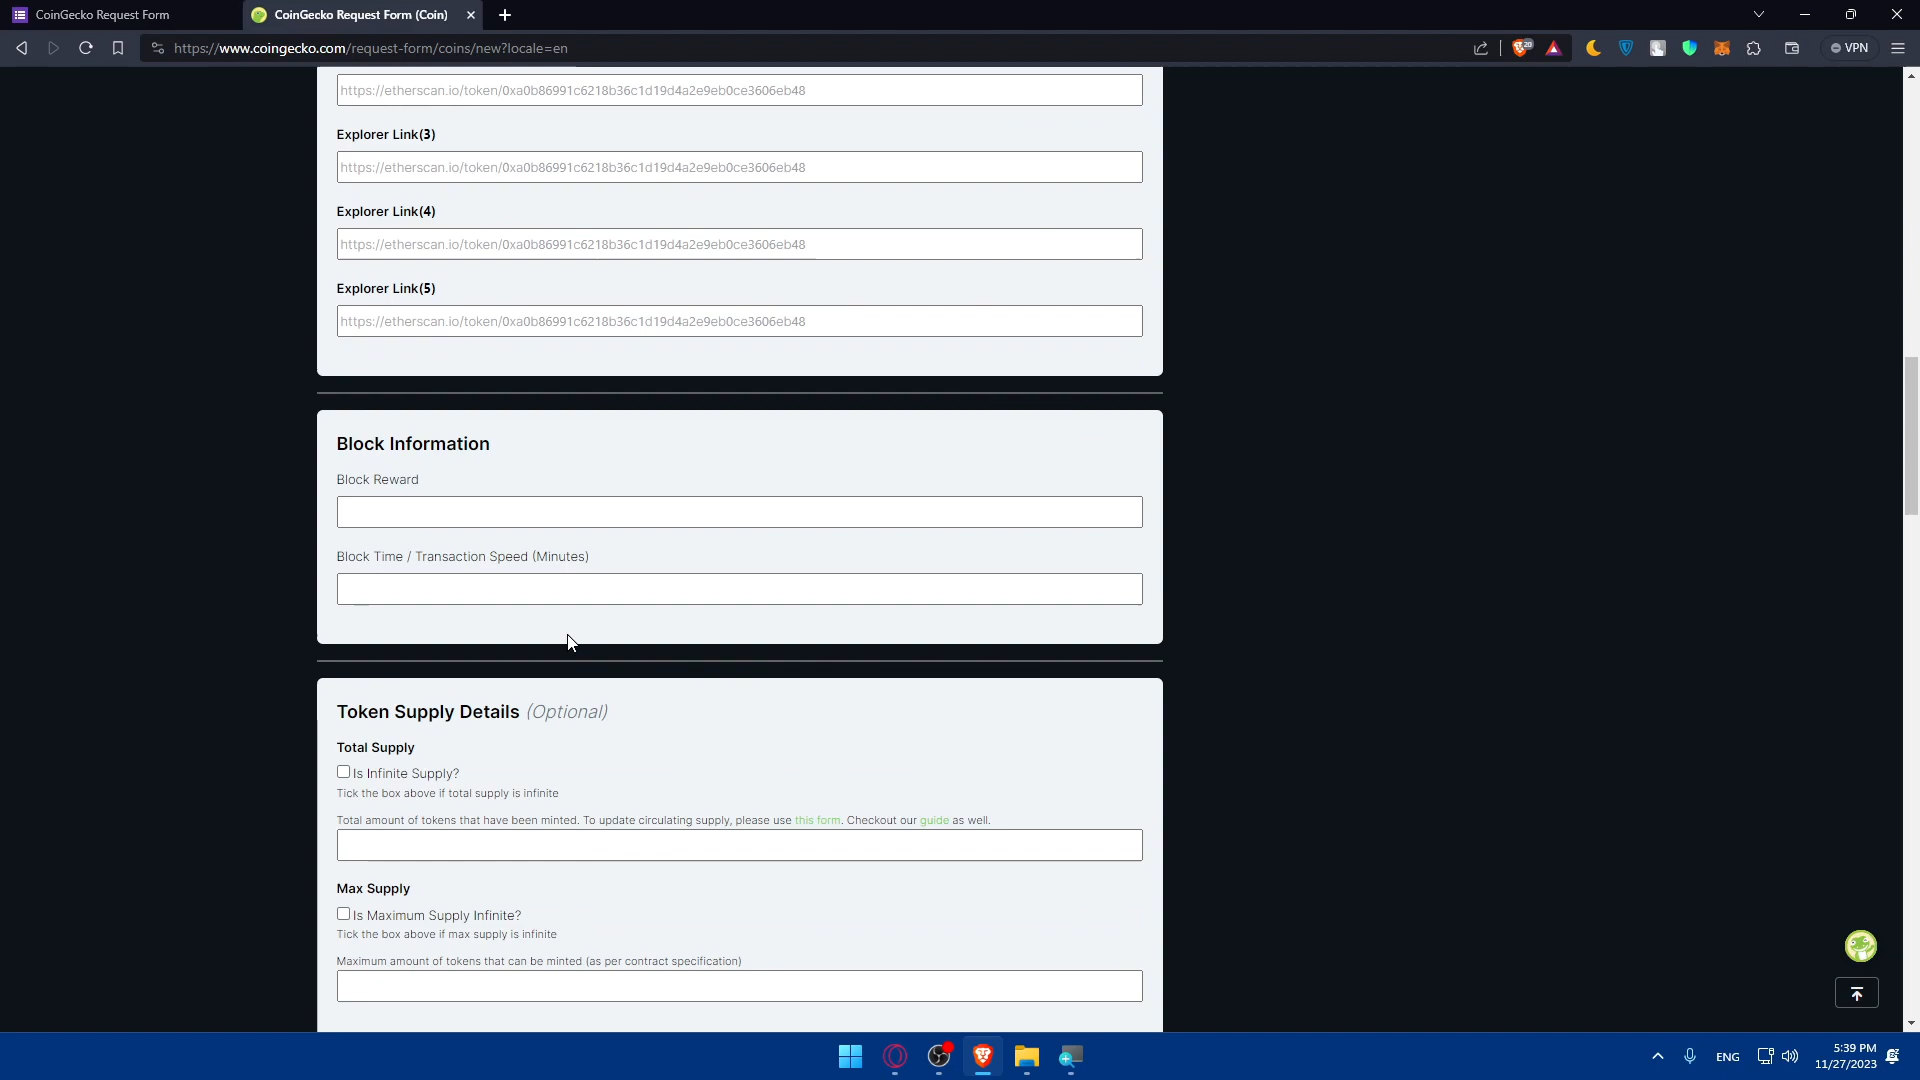 CoinGecko Request Form
CoinGecko Request Form (Coin)
https://www.coingecko.com/request-form/coins/new?locale=en
20
VPN
https://etherscan.io/token/0xa0b86991c6218b36c1d19d4a2e9eb0ce3606eb48
Explorer Link(3)
https://etherscan.io/token/0xa0b86991c6218b36c1d19d4a2e9eb0ce3606eb48
Explorer Link(4)
https://etherscan.io/token/0xa0b86991c6218b36c1d19d4a2e9eb0ce3606eb48
Explorer Link(5)
https://etherscan.io/token/0xa0b86991c6218b36c1d19d4a2e9eb0ce3606eb48
Block Information
Block Reward
Block Time / Transaction Speed (Minutes)
Token Supply Details (Optional)
Total Supply
Is Infinite Supply?
Tick the box above if total supply is infinite
Total amount of tokens that have been minted. To update circulating supply, please use this form. Checkout our guide as well.
Max Supply
Is Maximum Supply Infinite?
Tick the box above if max supply is infinite
Maximum amount of tokens that can be minted (as per contract specification)
ENG
5:39 PM
11/27/2023